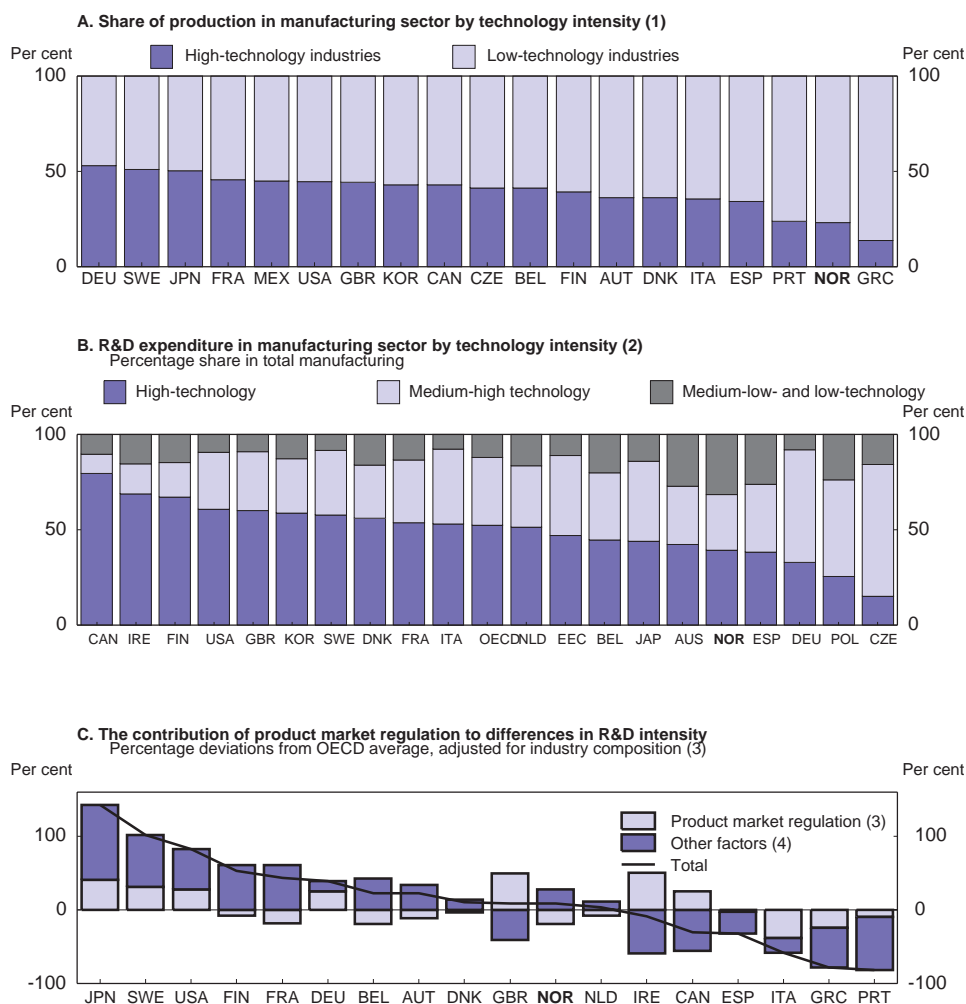 A. Share of production in manufacturing sector by technology intensity (1)
Per cent Per cent
High-technology industries Low-technology industries
100 100
50 50
0 0
DEU SWE JPN FRA MEX USA GBR KOR CAN CZE BEL FIN AUT DNK ITA ESP PRT NOR GRC
B. R&D expenditure in manufacturing sector by technology intensity (2)
Percentage share in total manufacturing
High-technology Medium-high technology Medium-low- and low-technology
Per cent Per cent
100 100
50 50
0 0
CAN IRE FIN USA GBR KOR SWE DNK FRA ITA OECD NLD EEC BEL JAP AUS NOR ESP DEU POL CZE
C. The contribution of product market regulation to differences in R&D intensity
Percentage deviations from OECD average, adjusted for industry composition (3)
Per cent Per cent
Product market regulation (3)
100 Other factors (4) 100
Total
0 0
-100 -100
JPN SWE USA FIN FRA DEU BEL AUT DNK GBR NOR NLD IRE CAN ESP ITA GRC PRT